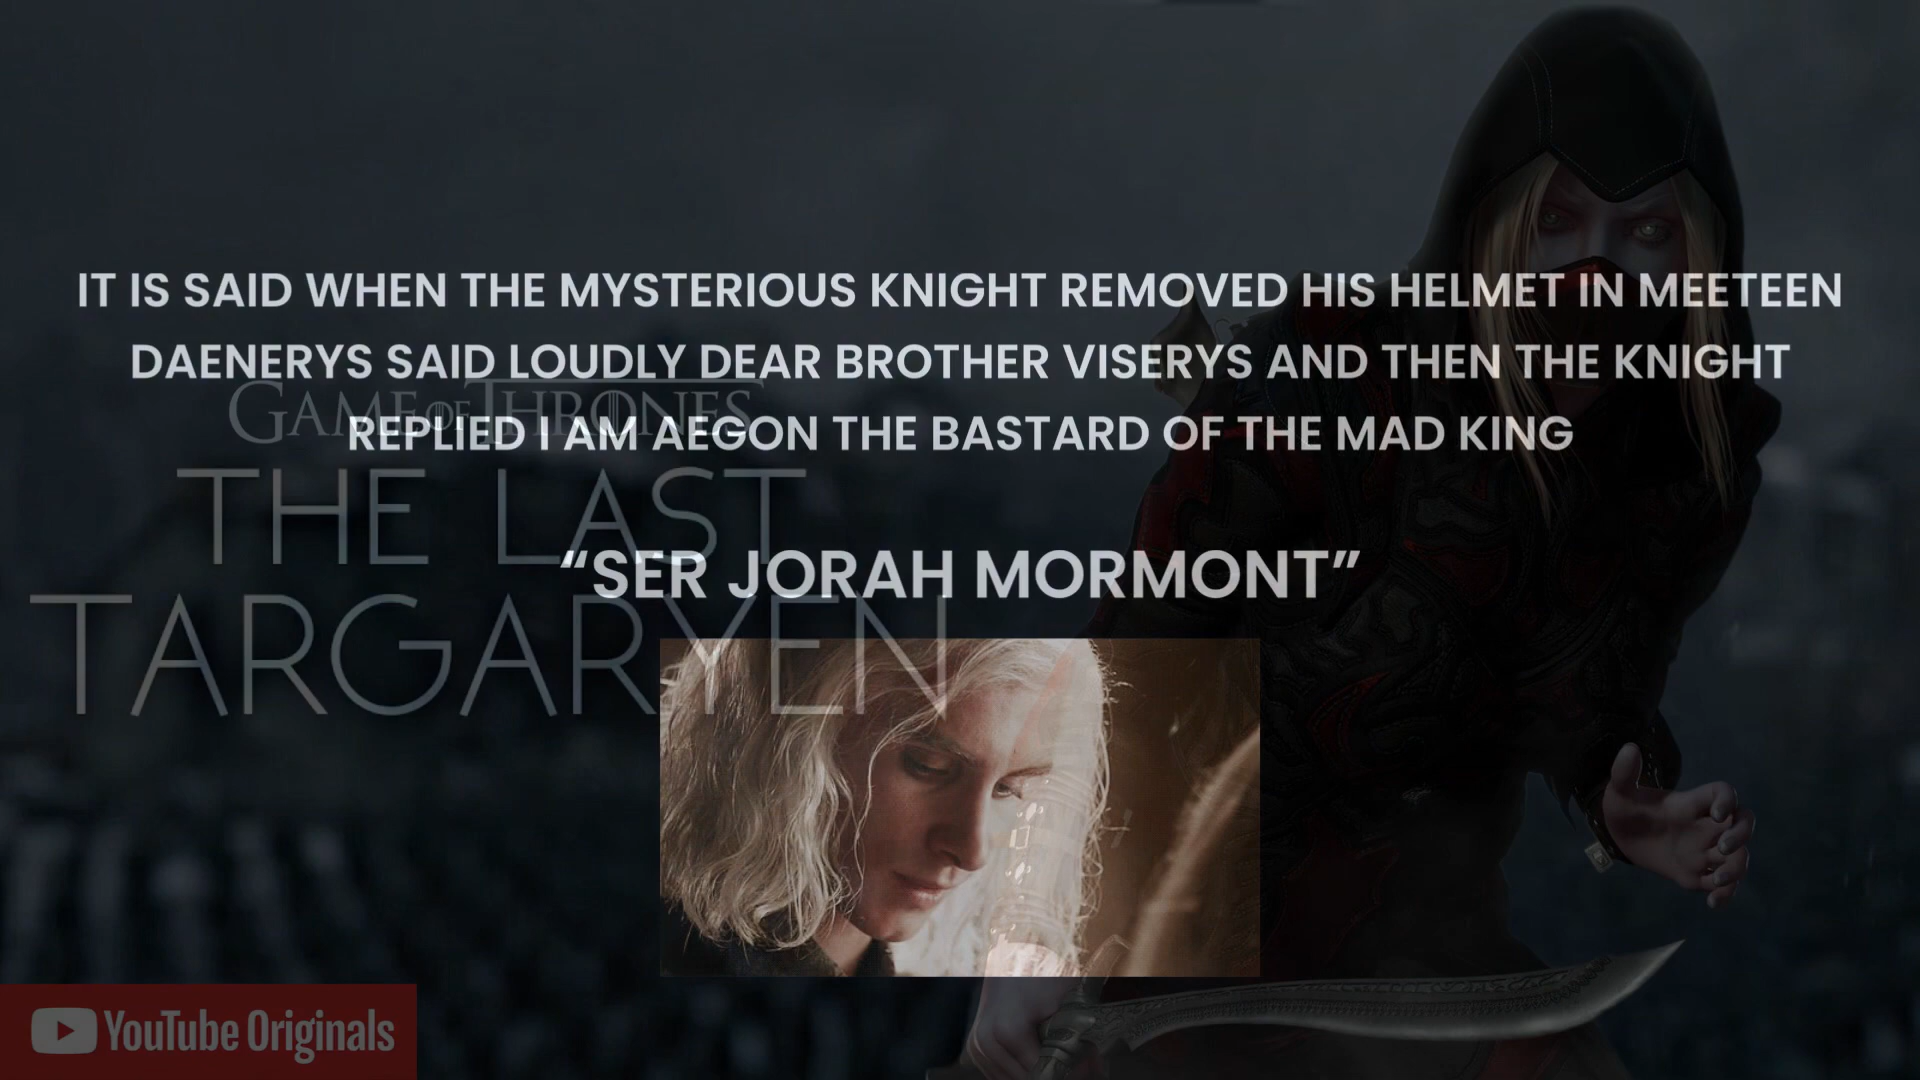 IT IS SAID WHEN THE MYSTERIOUS KNIGHT REMOVED HIS HELMET IN MEETEEN
DAENERYS SAID LOUDLY DEAR BROTHER VISERYS AND THEN THE KNIGHT
REPLIED I AM AEGON THE BASTARD OF THE MAD KING
GAME OF THRONES
THE LAST
TARGARYEN
“SER JORAH MORMONT”
YouTube Originals